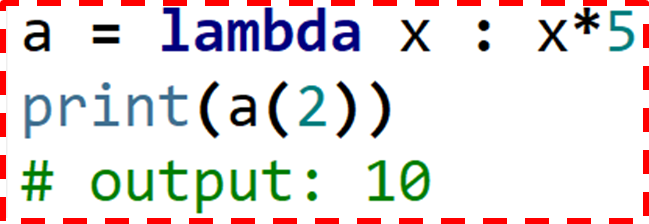 a = lambda x : x*5
print(a(2))
# output: 10